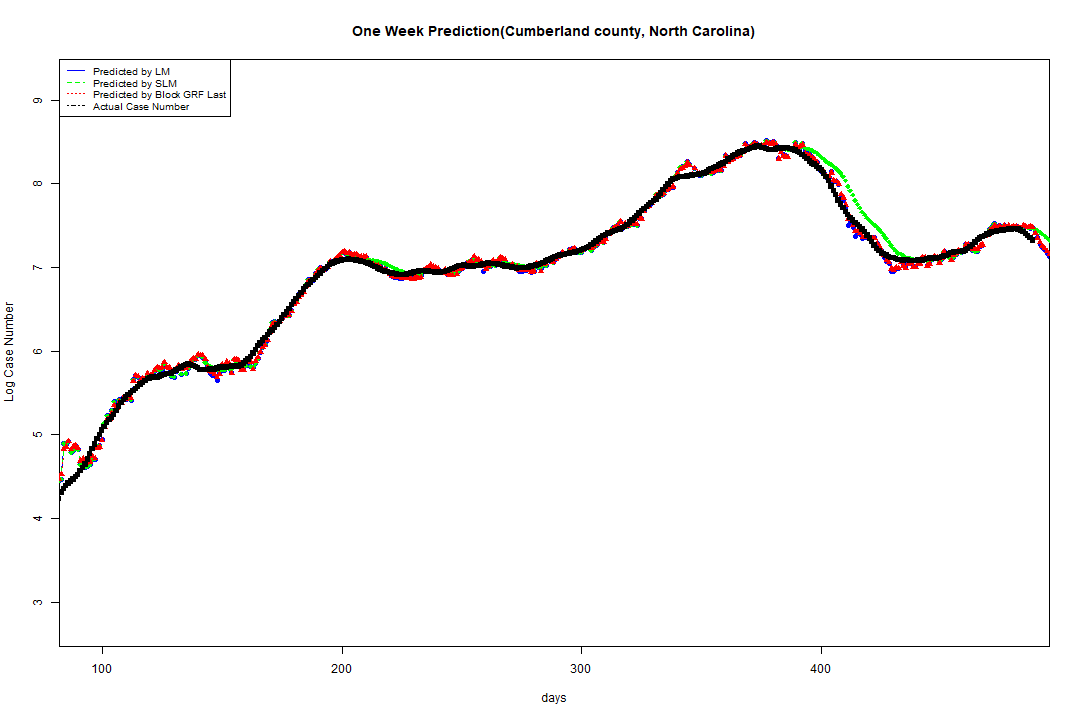 One Week Prediction(Cumberland county, North Carolina)
Predicted by LM
Predicted by SLM
Predicted by Block GRF Last
Actual Case Number
9
8
7
6
5
4
3
Log Case Number
100 200 300 400
days